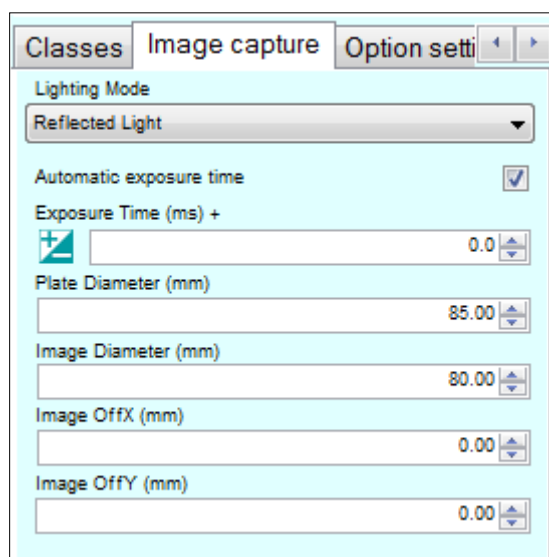 Classes Image capture Option setti
Lighting Mode
Reflected Light
Automatic exposure time
Exposure Time (ms) +
0.0
Plate Diameter (mm)
85.00
Image Diameter (mm)
80.00
Image OffX (mm)
0.00
Image OffY (mm)
0.00